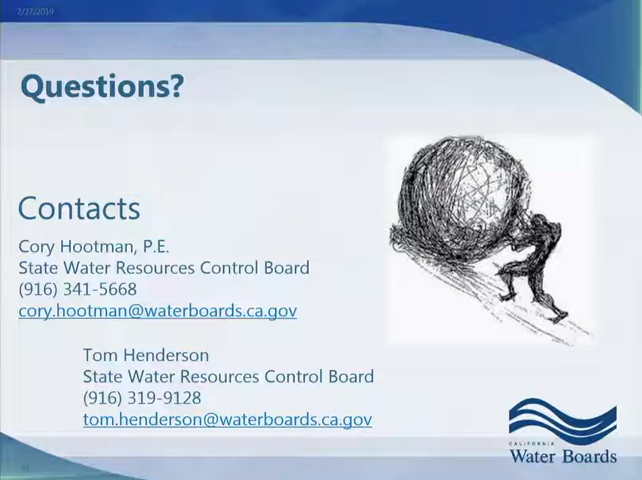 7/27/2019
Questions?
Contacts
Cory Hootman, P.E.
State Water Resources Control Board
(916) 341-5668
cory.hootman@waterboards.ca.gov
Tom Henderson
State Water Resources Control Board
(916) 319-9128
tom.henderson@waterboards.ca.gov
CALIFORNIA
Water Boards